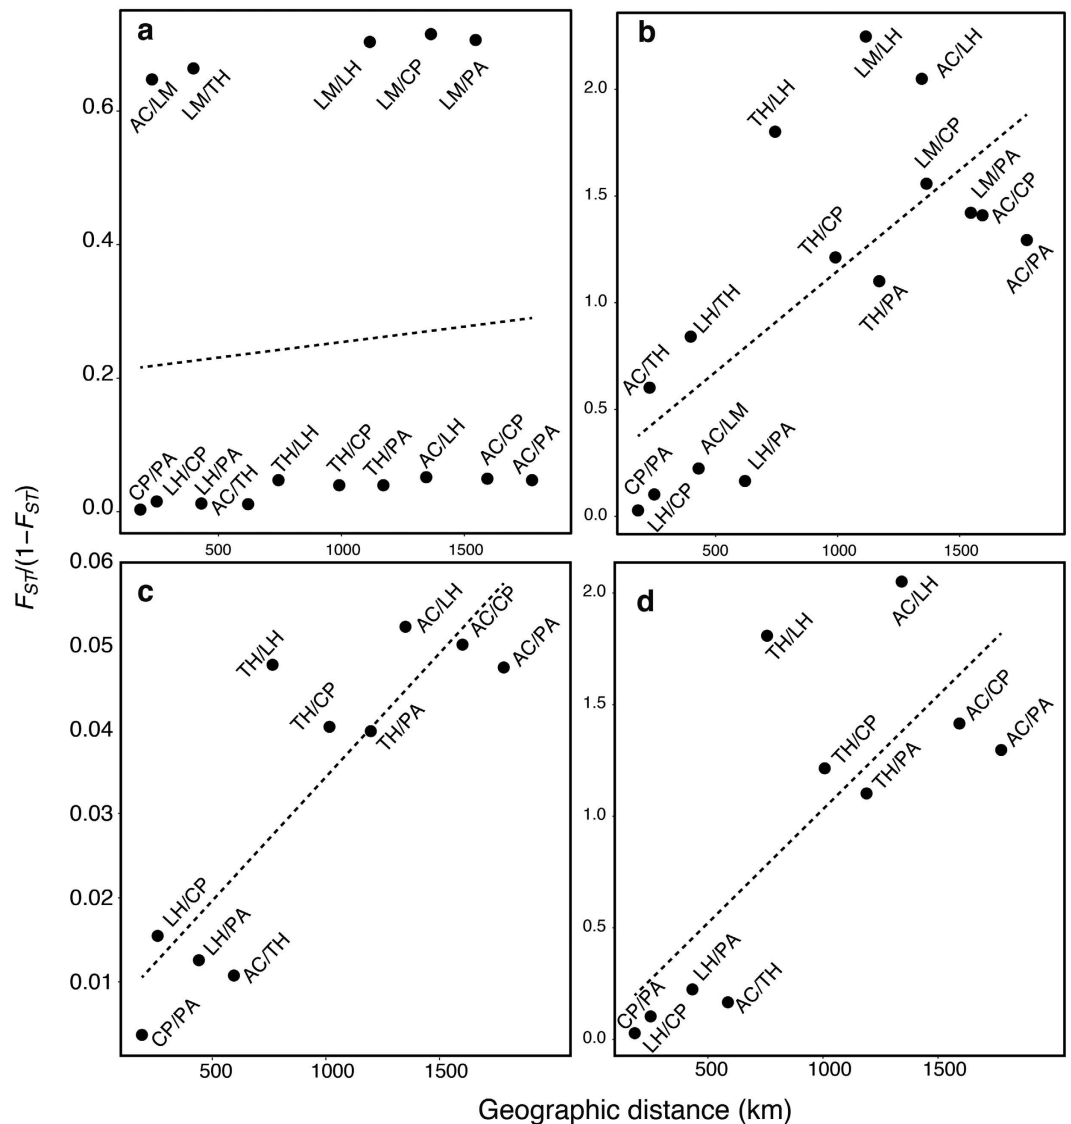 a
0.6
0.4
0.2
0.0
AC/LM
LM/TH
LM/LH
LM/CP
LM/PA
CP/PA
LH/CP
LH/PA
AC/TH
TH/LH
TH/CP
TH/PA
AC/LH
AC/CP
AC/PA
500 1000 1500
b
2.0
1.5
1.0
0.5
0.0
LM/LH
AC/LH
TH/LH
LM/CP
LM/PA
AC/CP
TH/CP
AC/PA
TH/PA
LH/TH
AC/TH
AC/LM
LH/PA
CP/PA
LH/CP
500 1000 1500
c
0.06
0.05
0.04
0.03
0.02
0.01
AC/LH
AC/CP
AC/PA
TH/LH
TH/CP
TH/PA
LH/CP
LH/PA
AC/TH
CP/PA
500 1000 1500
d
2.0
1.5
1.0
0.5
0.0
AC/LH
TH/LH
AC/CP
AC/PA
TH/CP
TH/PA
LH/PA
AC/TH
CP/PA
LH/CP
500 1000 1500
FST/(1−FST)
Geographic distance (km)